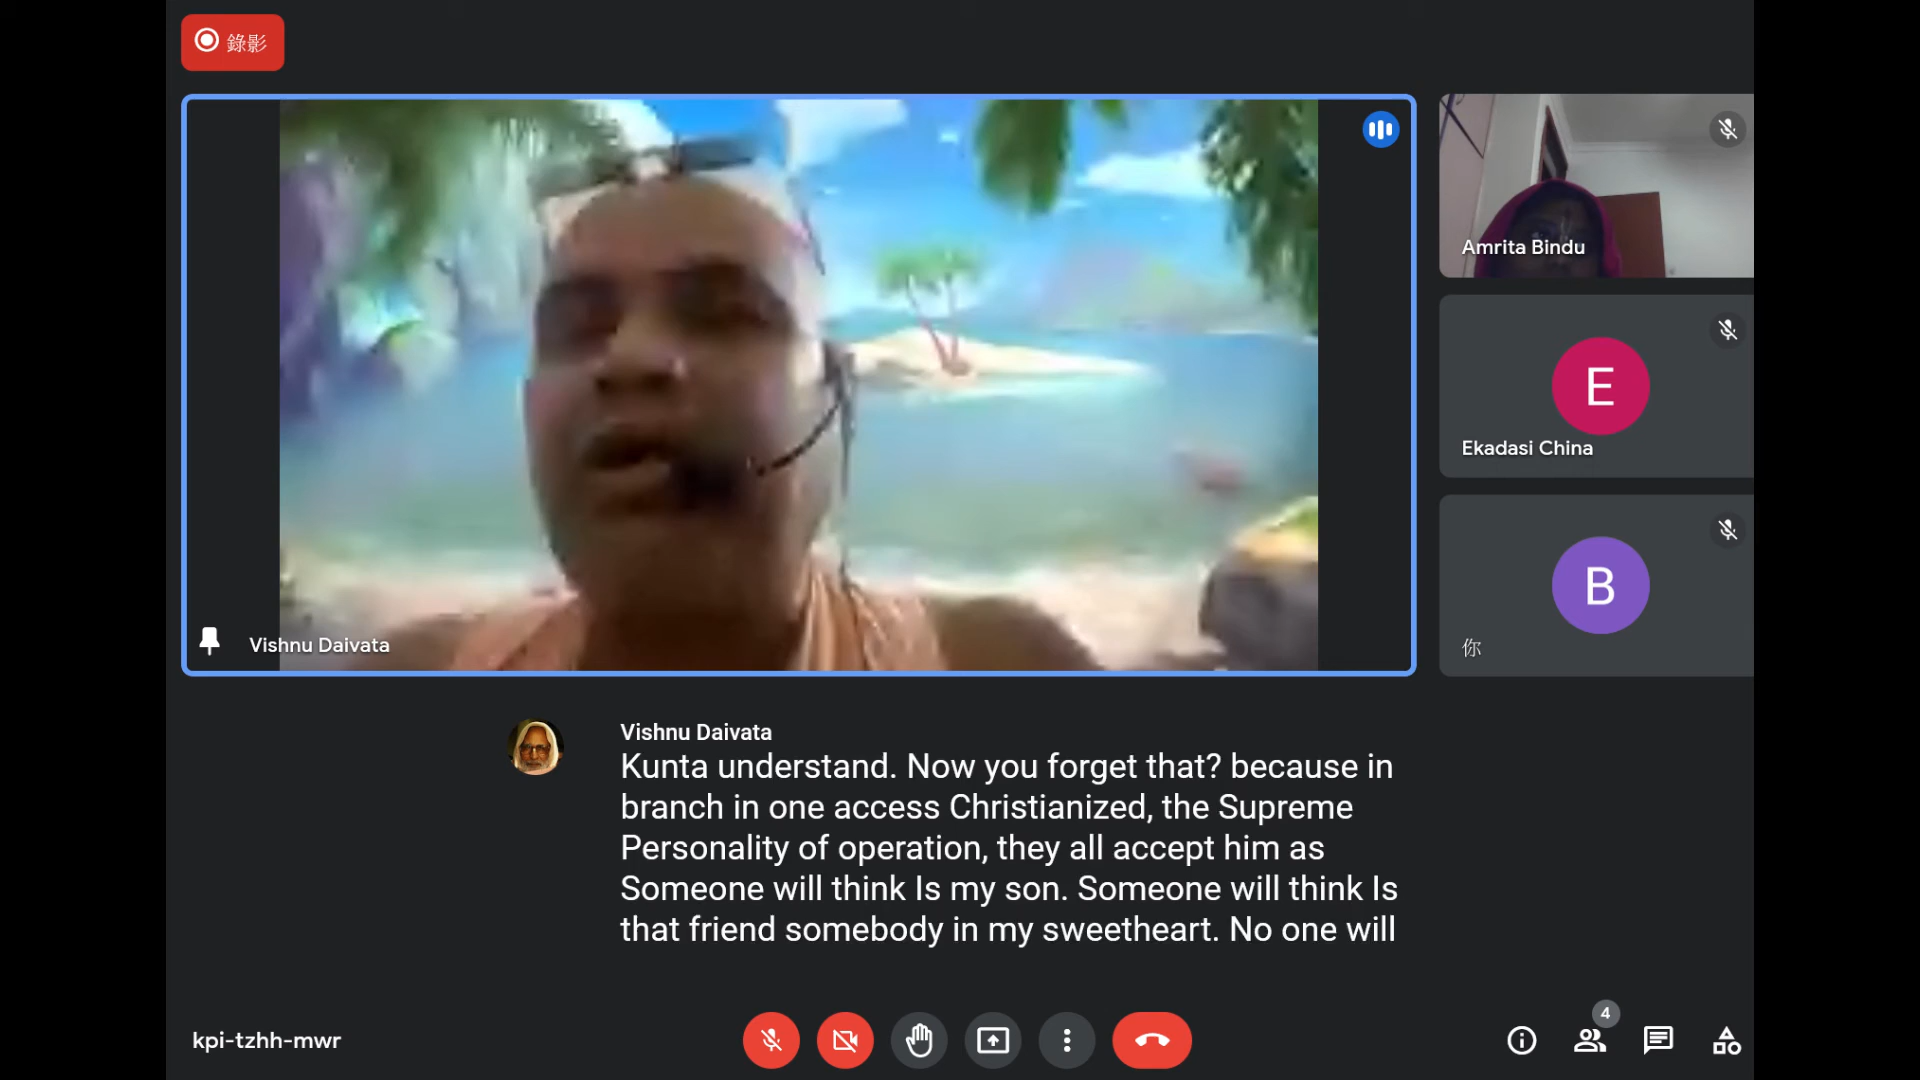 錄影
Amrita Bindu
E
Ekadasi China
B
你
Vishnu Daivata
Vishnu Daivata
Kunta understand. Now you forget that? because in
branch in one access Christianized, the Supreme
Personality of operation, they all accept him as
Someone will think Is my son. Someone will think Is
that friend somebody in my sweetheart. No one will
kpi-tzhh-mwr
4